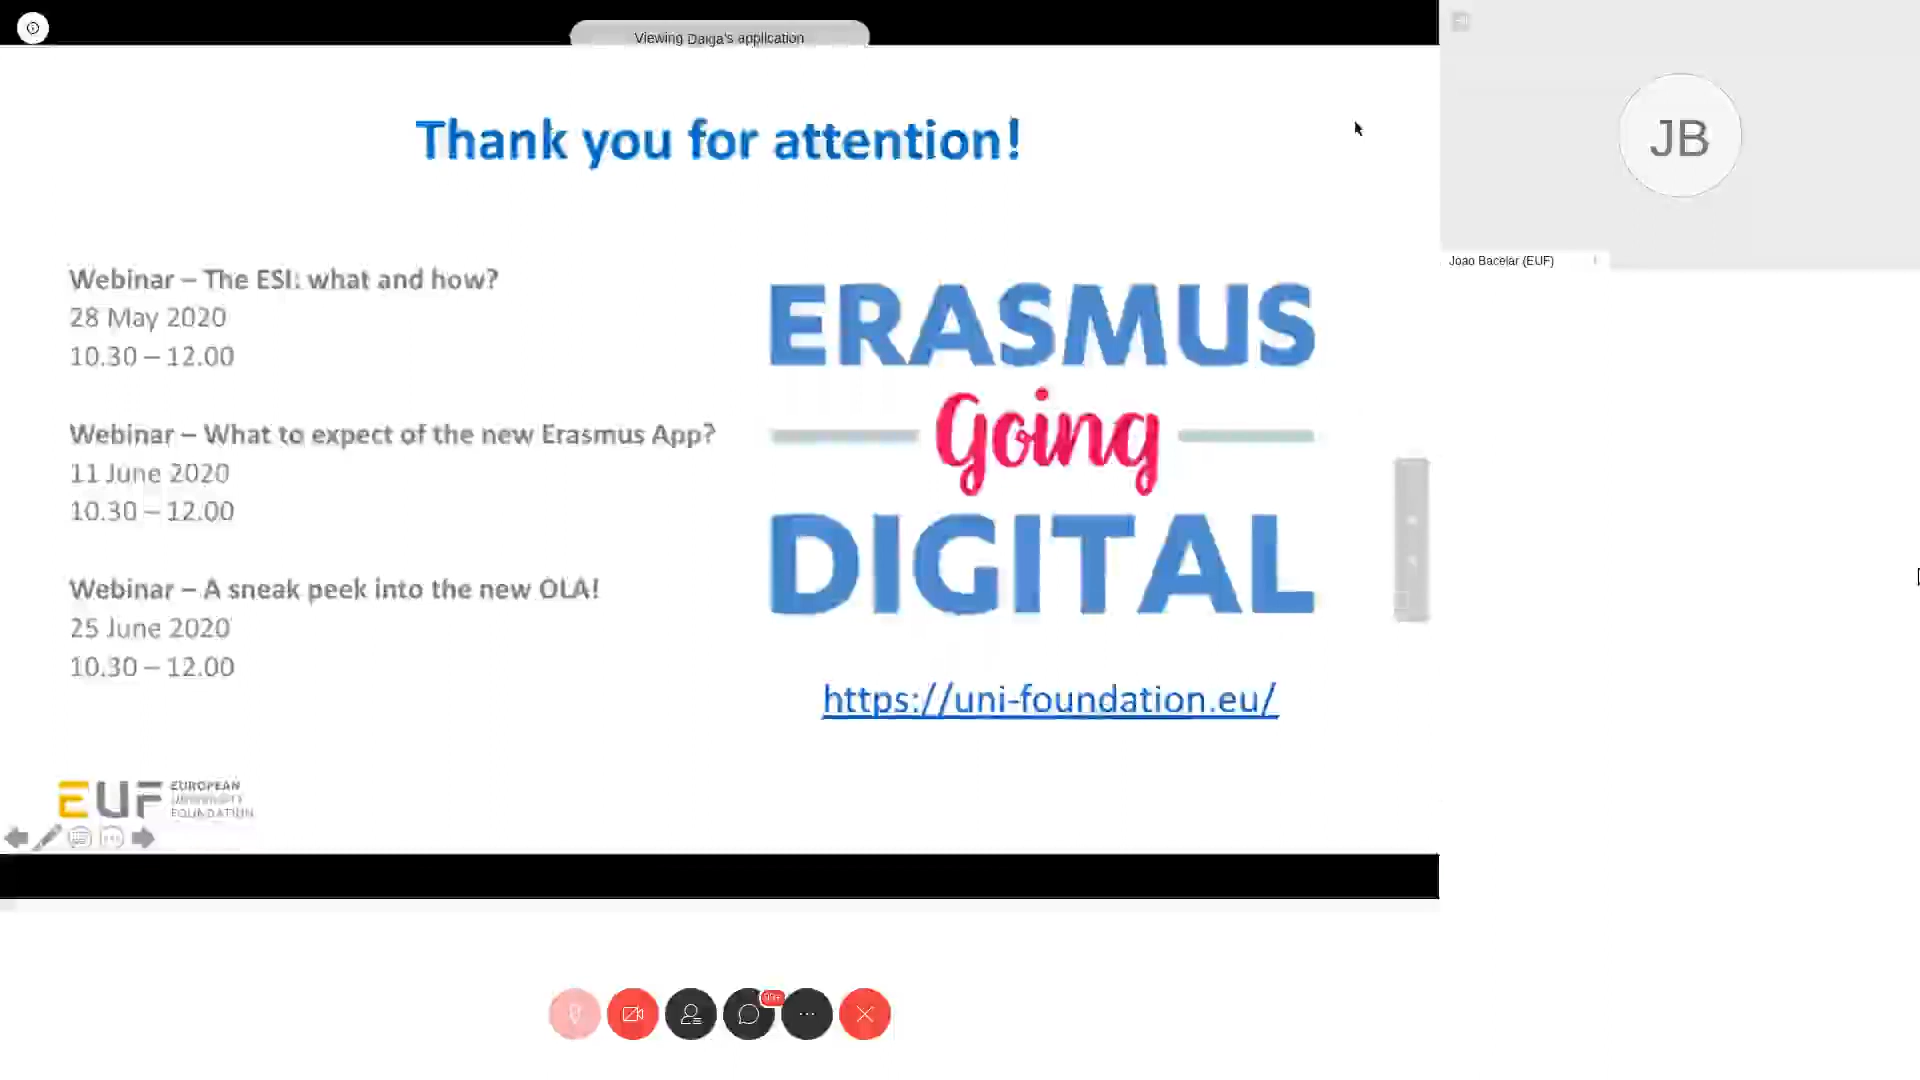 Viewing Daiga's application
Thank you for attention!
Webinar – The ESI: what and how?
28 May 2020
10.30 – 12.00
Webinar – What to expect of the new Erasmus App?
11 June 2020
10.30 – 12.00
Webinar – A sneak peek into the new OLA!
25 June 2020
10.30 – 12.00
ERASMUS
Going
DIGITAL
https://uni-foundation.eu/
EUF
EUROPEAN
UNIVERSITY
FOUNDATION
JB
Joao Bacelar (EUF)
99+